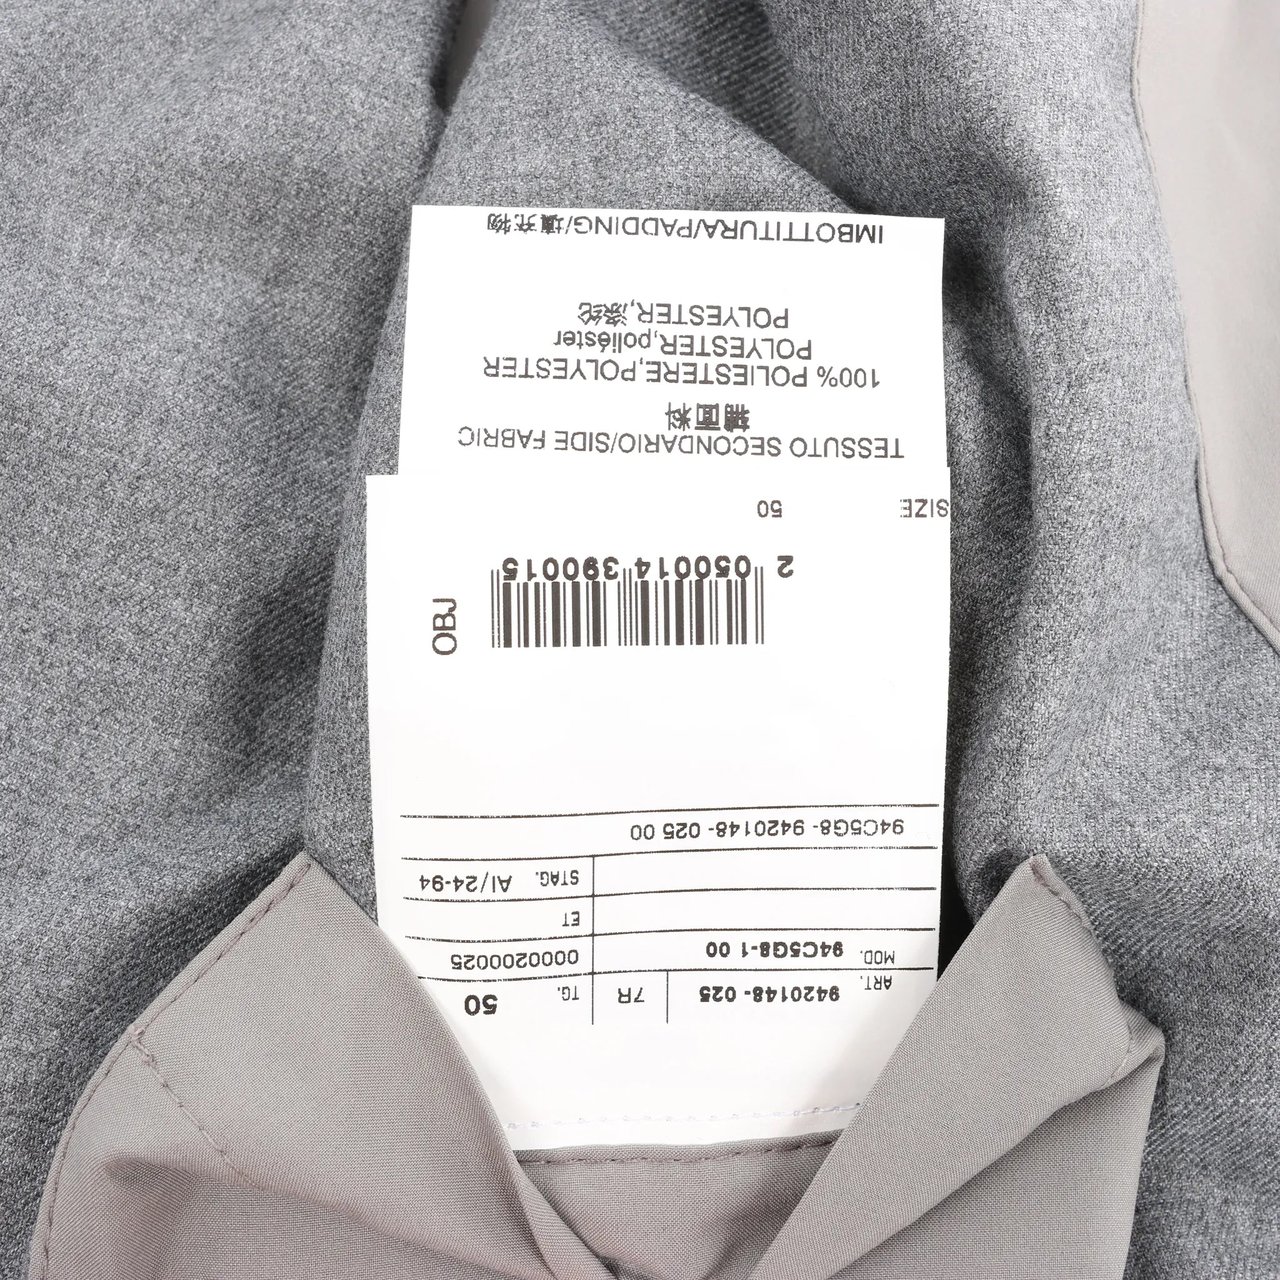 ART. 9420148- 025 7R TG. 50
MOD. 94C5G8-1 00 0000200025
ET
STAG. AI/24-94
94C5G8- 9420148- 025 00
OBJ
2 050014 390015
SIZE 50
TESSUTO SECONDARIO/SIDE FABRIC
辅面料
100% POLIESTERE,POLYESTER
POLYESTER,poliéster
POLYESTER,涤纶
IMBOTTITURA/PADDING/填充物